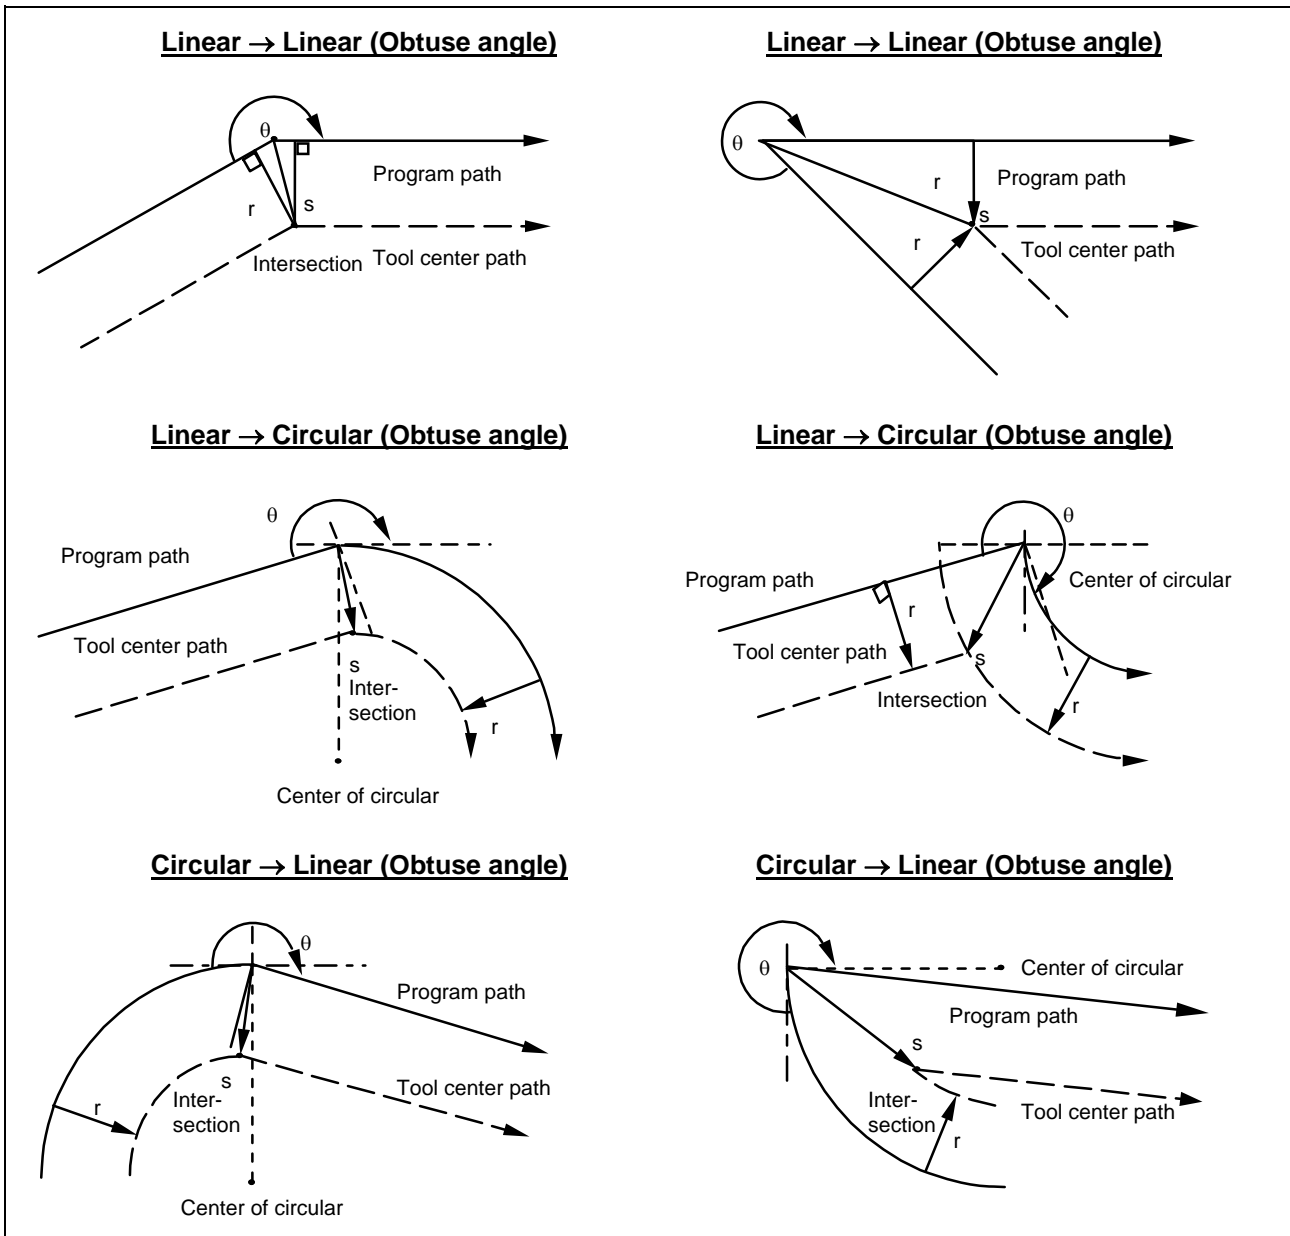 Linear → Linear (Obtuse angle)
θ
Program path
r
s
Intersection
Tool center path
Linear → Linear (Obtuse angle)
θ
r
Program path
s
r
Tool center path
Linear → Circular (Obtuse angle)
θ
Program path
Tool center path
s
Inter-
section
r
Center of circular
Linear → Circular (Obtuse angle)
θ
Program path
Center of circular
r
Tool center path
s
Intersection
r
Circular → Linear (Obtuse angle)
θ
Program path
s
Tool center path
r
Inter-
section
Center of circular
Circular → Linear (Obtuse angle)
θ
Center of circular
Program path
s
Inter-
section
Tool center path
r